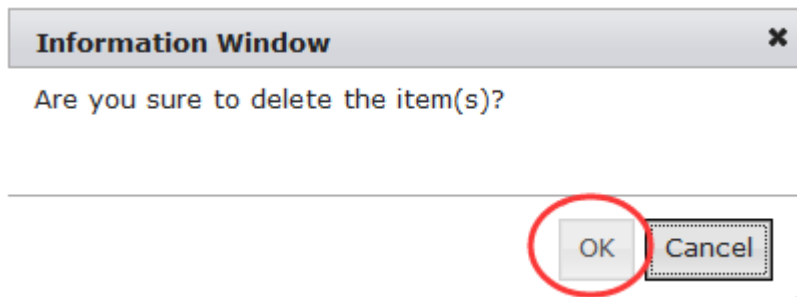 Information Window
Are you sure to delete the item(s)?
OK Cancel